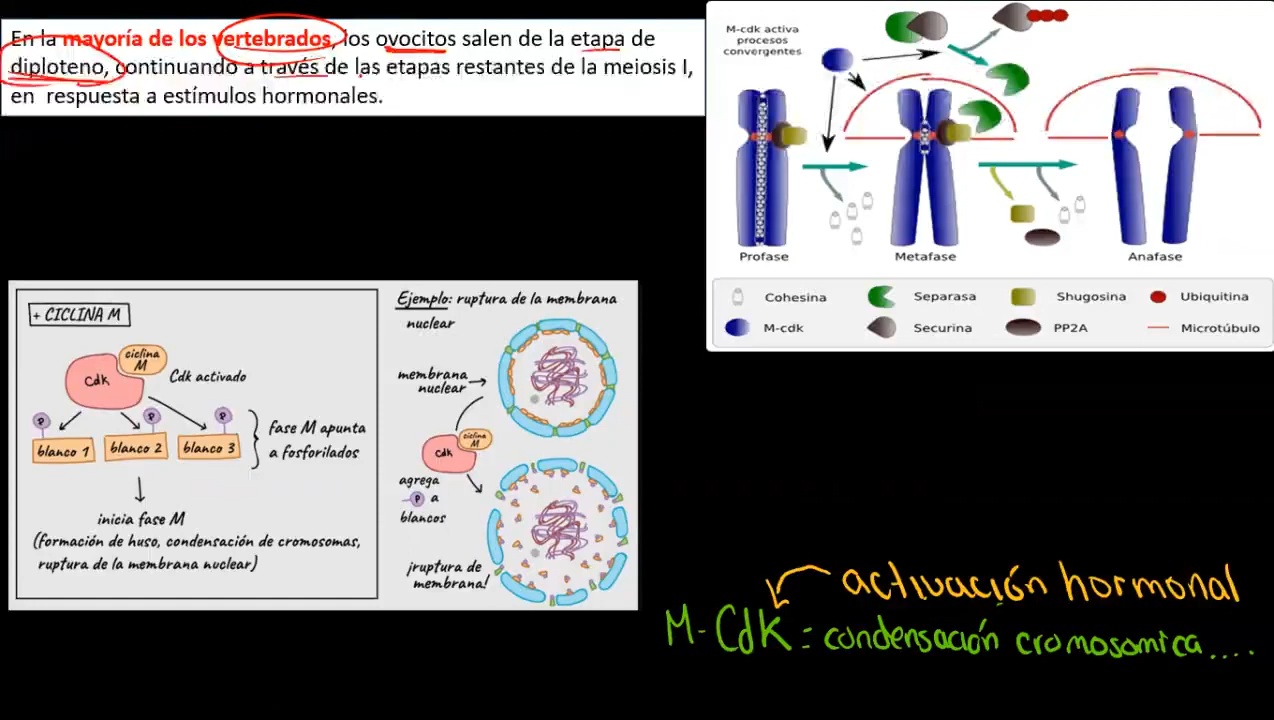 En la mayoría de los vertebrados, los ovocitos salen de la etapa de
diploteno, continuando a través de las etapas restantes de la meiosis I,
en respuesta a estímulos hormonales.
M-cdk activa
procesos
convergentes
Profase
Metafase
Anafase
Cohesina
Separasa
Shugosina
Ubiquitina
M-cdk
Securina
PP2A
Microtúbulo
+ CICLINA M
ciclina
M
Cdk
Cdk activado
P
P
P
blanco 1
blanco 2
blanco 3
fase M apunta
a fosforilados
inicia fase M
(formación de huso, condensación de cromosomas,
ruptura de la membrana nuclear)
Ejemplo: ruptura de la membrana
nuclear
membrana
nuclear
ciclina
M
Cdk
agrega
P a
blancos
¡ruptura de
membrana!
activación hormonal
M-Cdk = condensación cromosomica....